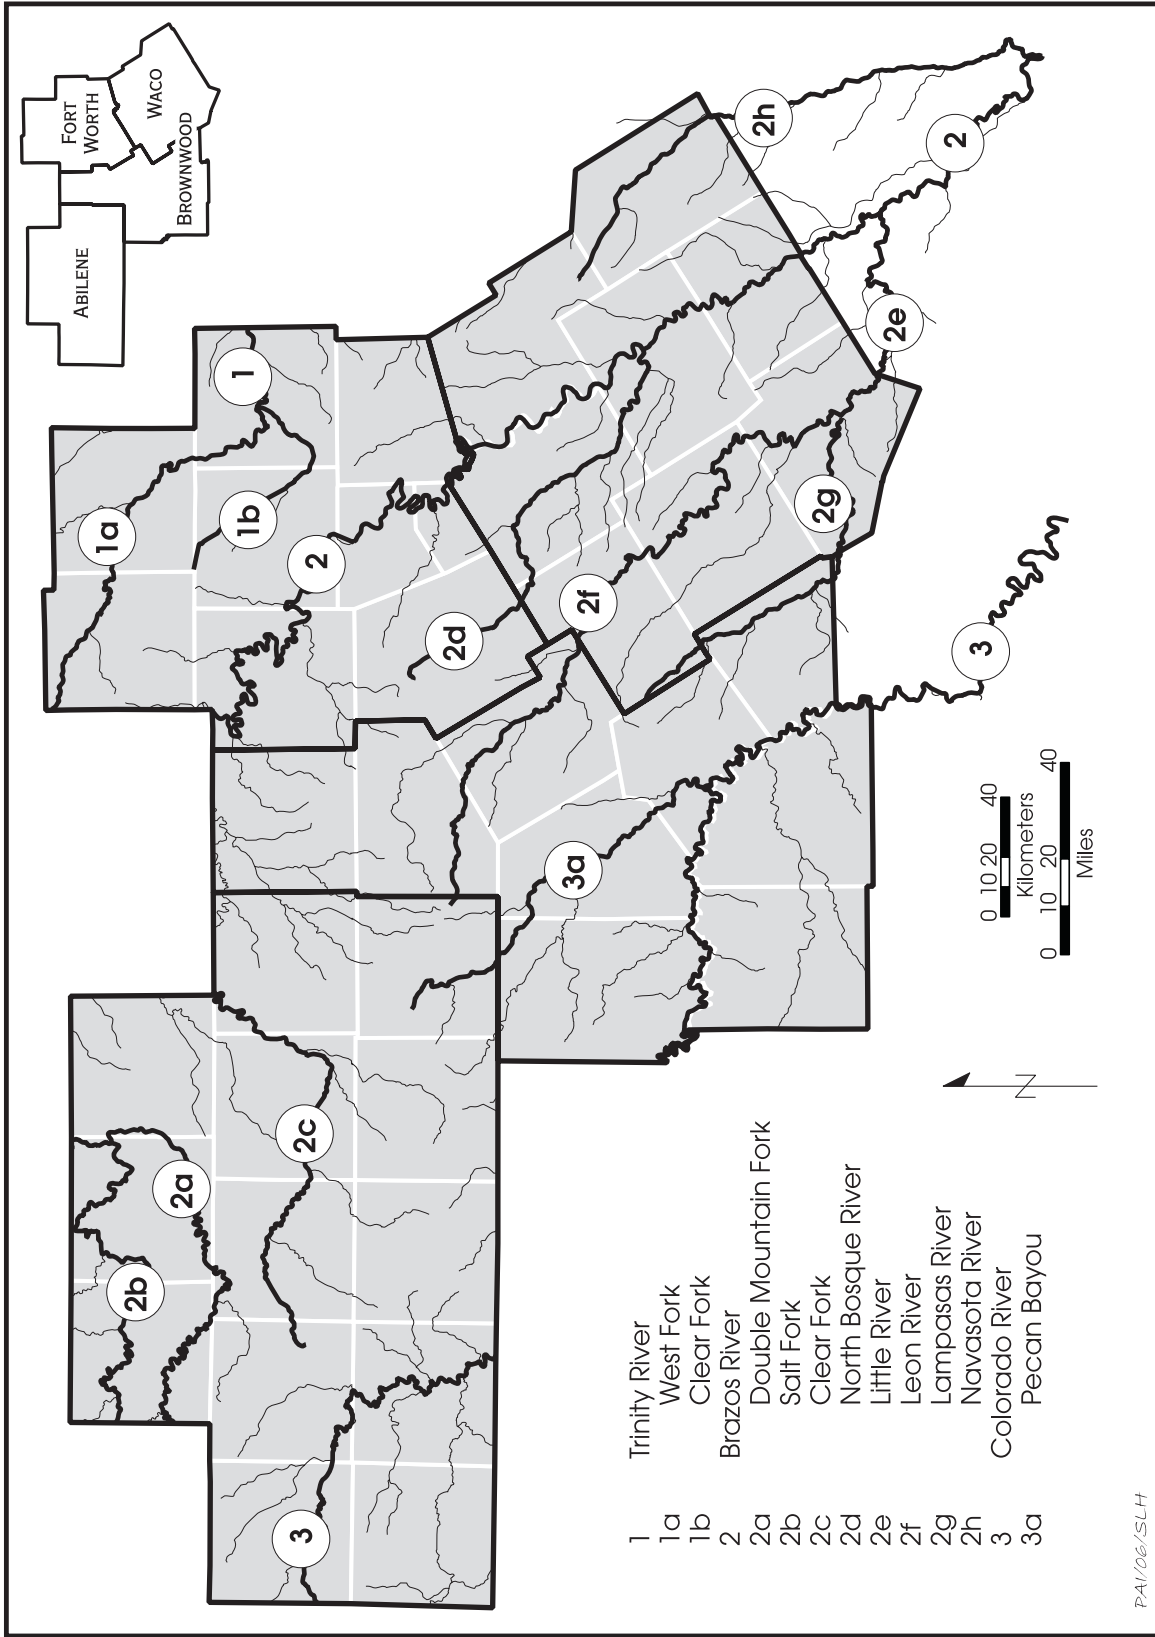 ABILENE
FORT
WORTH
WACO
BROWNWOOD
2b
2a
2c
3
1a
1
1b
2
2d
3a
2f
2g
2h
2
2e
3
1 Trinity River
1a West Fork
1b Clear Fork
2 Brazos River
2a Double Mountain Fork
2b Salt Fork
2c Clear Fork
2d North Bosque River
2e Little River
2f Leon River
2g Lampasas River
2h Navasota River
3 Colorado River
3a Pecan Bayou
N
0 10 20 40
Kilometers
0 10 20 40
Miles
PAI/06/SLH